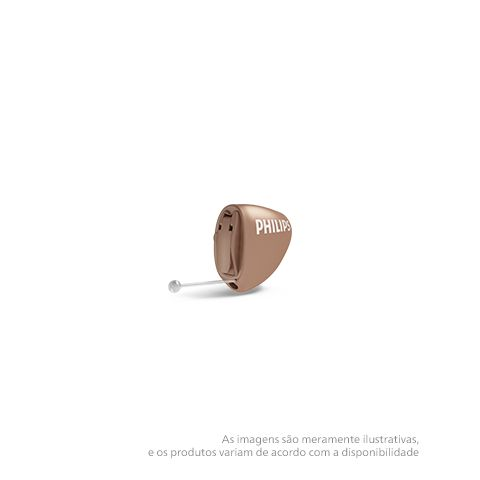 PHILIPS
As imagens são meramente ilustrativas,
e os produtos variam de acordo com a disponibilidade